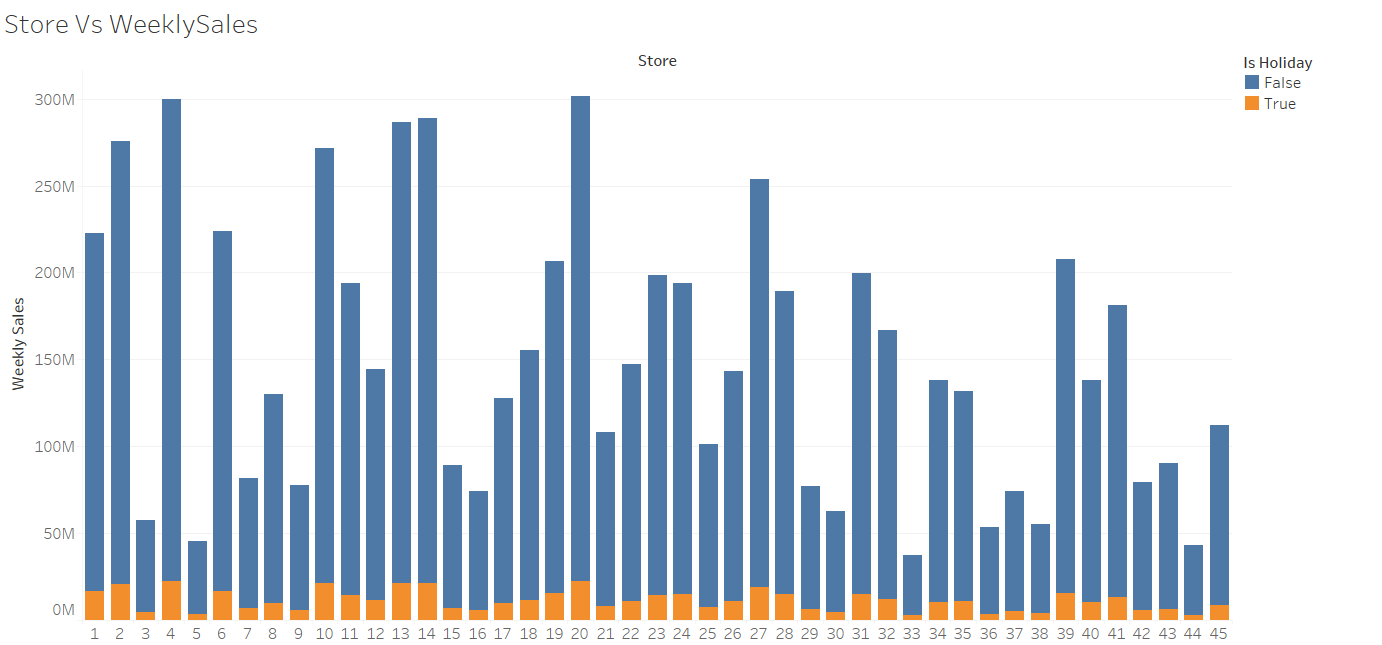 Store Vs WeeklySales
Store
Is Holiday
False
True
300M
250M
200M
150M
100M
50M
0M
Weekly Sales
1 2 3 4 5 6 7 8 9 10 11 12 13 14 15 16 17 18 19 20 21 22 23 24 25 26 27 28 29 30 31 32 33 34 35 36 37 38 39 40 41 42 43 44 45